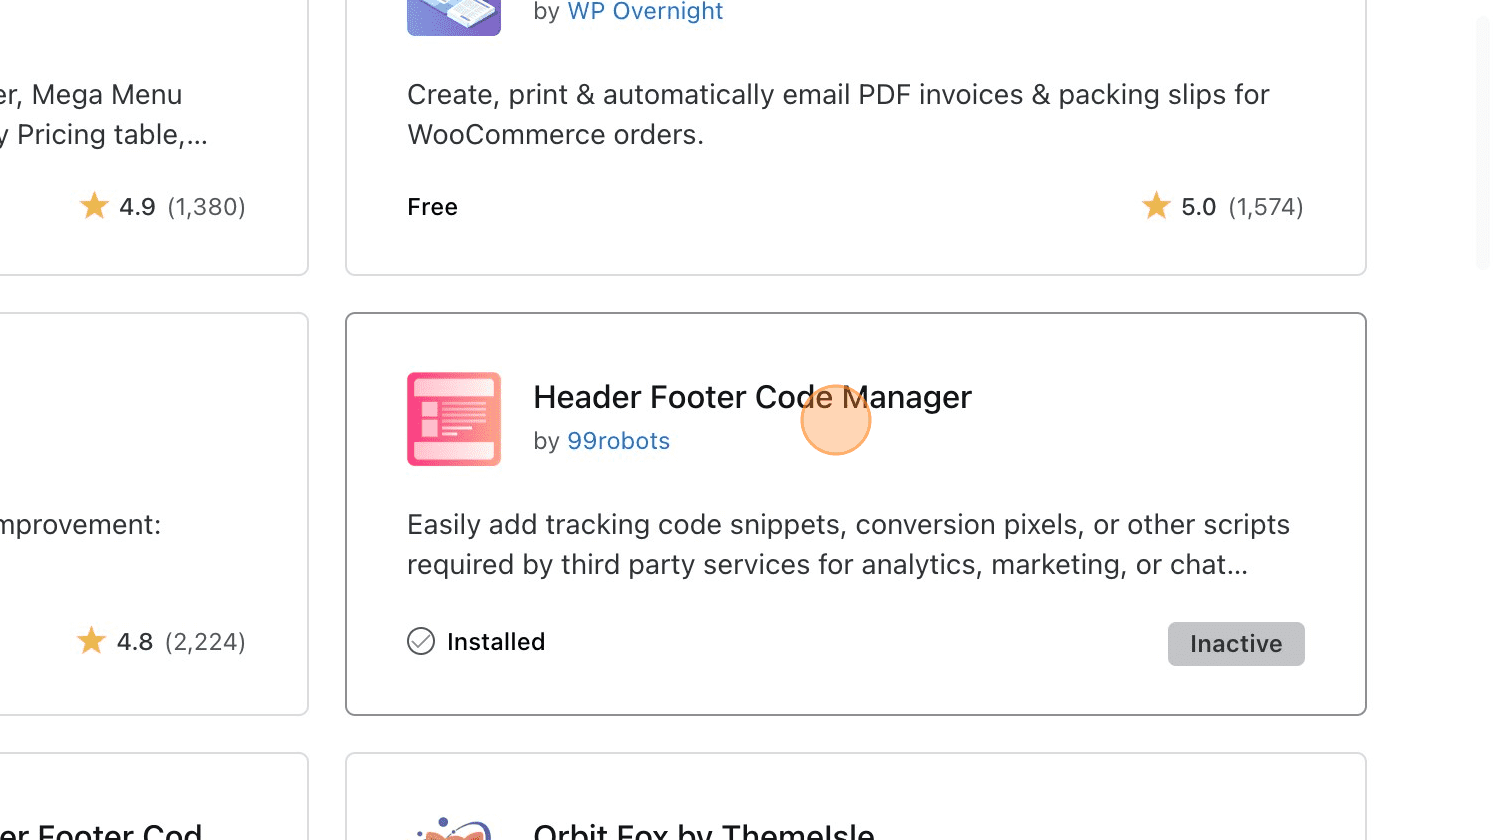 by WP Overnight
er, Mega Menu
y Pricing table,...
Create, print & automatically email PDF invoices & packing slips for
WooCommerce orders.
4.9 (1,380)
Free
5.0 (1,574)
Header Footer Code Manager
by 99robots
mprovement:
Easily add tracking code snippets, conversion pixels, or other scripts
required by third party services for analytics, marketing, or chat...
4.8 (2,224)
Installed
Inactive
er Footer Cod
Orbit Fox by ThemeIsle